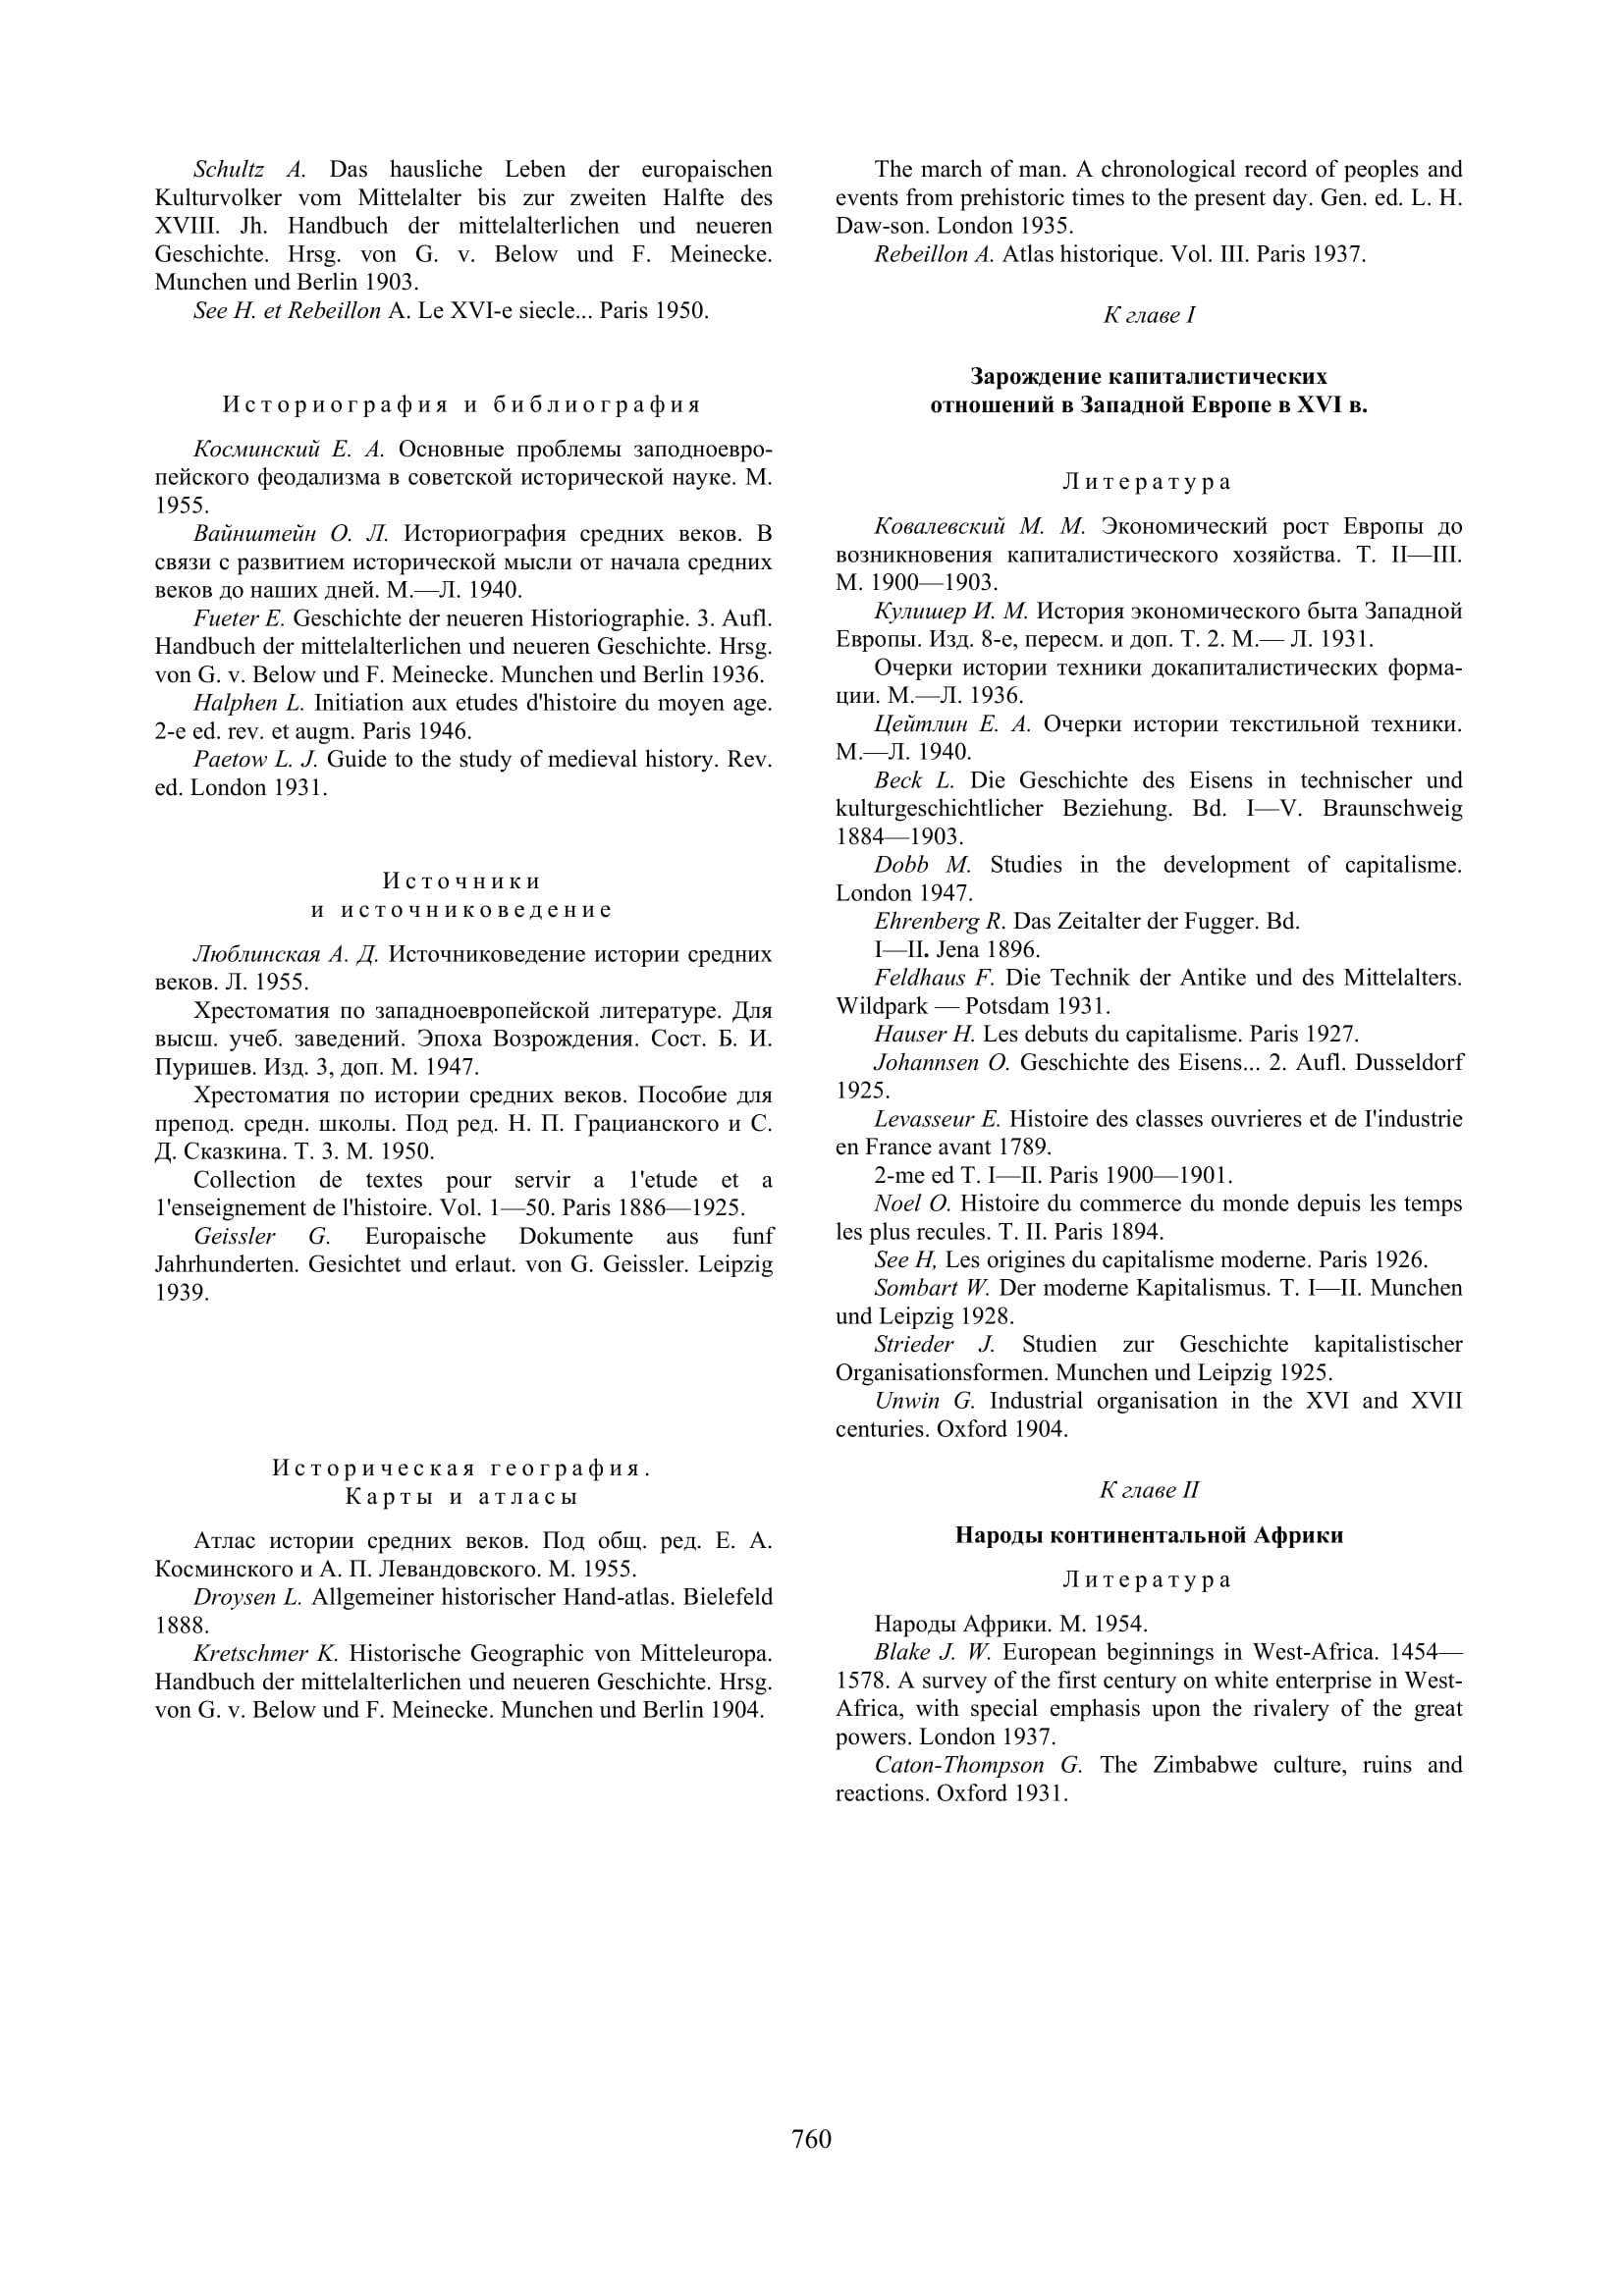 Schultz A. Das hausliche Leben der euгopaischen
Kulturvolker vom Mittelalter bis zur zweiten Halfte des
XVIII. Jh. Handbuch der mittelalterlichen und neueren
Geschichte. Hrsg. von G. v. Below und F. Meinecke.
Munchen und Berlin 1903.
See H. et Rebeillon A. Le XVI-e siecle... Paris 1950.
Историография и библиография
Косминский Е. А. Основные проблемы заподноевро-
пейского феодализма в советской исторической науке. М.
1955.
Вайнштейн О. Л. Историография средних веков. В
связи с развитием исторической мысли от начала средних
веков до наших дней. М.—Л. 1940.
Fueter E. Geschichte der neueren Historiographie. 3. Aufl.
Handbuch der mittelalterlichen und neueren Geschichte. Hrsg.
von G. v. Below und F. Meinecke. Munchen und Berlin 1936.
Halphen L. Initiation aux etudes d'histoire du moyen age.
2-e ed. rev. et augm. Paris 1946.
Paetow L. J. Guide to the study of medieval history. Rev.
ed. London 1931.
Источники
и источниковедение
Люблинская А. Д. Источниковедение истории средних
веков. Л. 1955.
Хрестоматия по западноевропейской литературе. Для
высш. учеб. заведений. Эпоха Возрождения. Сост. Б. И.
Пуришев. Изд. 3, доп. М. 1947.
Хрестоматия по истории средних веков. Пособие для
препод. средн. школы. Под ред. Н. П. Грацианского и С.
Д. Сказкина. Т. 3. М. 1950.
Collection de textes pour servir a 1'etude et a
1'enseignement de l'histoire. Vol. 1—50. Paris 1886—1925.
Geissler G. Europaische Dokumente aus funf
Jahrhunderten. Gesichtet und erlaut. von G. Geissler. Leipzig
1939.
Историческая география.
Карты и атласы
Атлас истории средних веков. Под общ. ред. Е. А.
Косминского и А. П. Левандовского. М. 1955.
Droysen L. Allgemeiner historischer Hand-atlas. Bielefeld
1888.
Kretschmer K. Historische Geographic von Mitteleuropa.
Handbuch der mittelalterlichen und neueren Geschichte. Hrsg.
von G. v. Below und F. Meinecke. Munchen und Berlin 1904.
The march of man. A chronological record of peoples and
events from prehistoric times to the present day. Gen. ed. L. H.
Daw-son. London 1935.
Rebeillon A. Atlas historique. Vol. III. Paris 1937.
К главе I
Зарождение капиталистических
отношений в Западной Европе в XVI в.
Литература
Ковалевский М. М. Экономический рост Европы до
возникновения капиталистического хозяйства. Т. II—III.
М. 1900—1903.
Кулишер И. М. История экономического быта Западной
Европы. Изд. 8-е, пересм. и доп. Т. 2. М.— Л. 1931.
Очерки истории техники докапиталистических форма-
ции. М.—Л. 1936.
Цейтлин Е. А. Очерки истории текстильной техники.
М.—Л. 1940.
Beck L. Die Geschichte des Eisens in technischer und
kulturgeschichtlicher Beziehung. Bd. I—V. Braunschweig
1884—1903.
Dobb M. Studies in the development of capitalisme.
London 1947.
Ehrenberg R. Das Zeitalter der Fugger. Bd.
I—II. Jena 1896.
Feldhaus F. Die Technik der Antike und des Mittelalters.
Wildpark — Potsdam 1931.
Hauser H. Les debuts du capitalisme. Paris 1927.
Johannsen O. Geschichte des Eisens... 2. Aufl. Dusseldorf
1925.
Levasseur E. Histoire des classes ouvrieres et de I'industrie
en France avant 1789.
2-me ed T. I—II. Paris 1900—1901.
Noel O. Histoire du commerce du monde depuis les temps
les plus recules. T. II. Paris 1894.
See H, Les origines du capitalisme moderne. Paris 1926.
Sombart W. Der moderne Kapitalismus. T. I—II. Munchen
und Leipzig 1928.
Strieder J. Studien zur Geschichte kapitalistischer
Organisationsformen. Munchen und Leipzig 1925.
Unwin G. Industrial organisation in the XVI and XVII
centuries. Oxford 1904.
К главе II
Народы континентальной Африки
Литература
Народы Африки. М. 1954.
Blake J. W. European beginnings in West-Africa. 1454—
1578. A survey of the first century on white enterprise in West-
Africa, with special emphasis upon the rivalery of the great
powers. London 1937.
Caton-Thompson G. The Zimbabwe culture, ruins and
reactions. Oxford 1931.
760